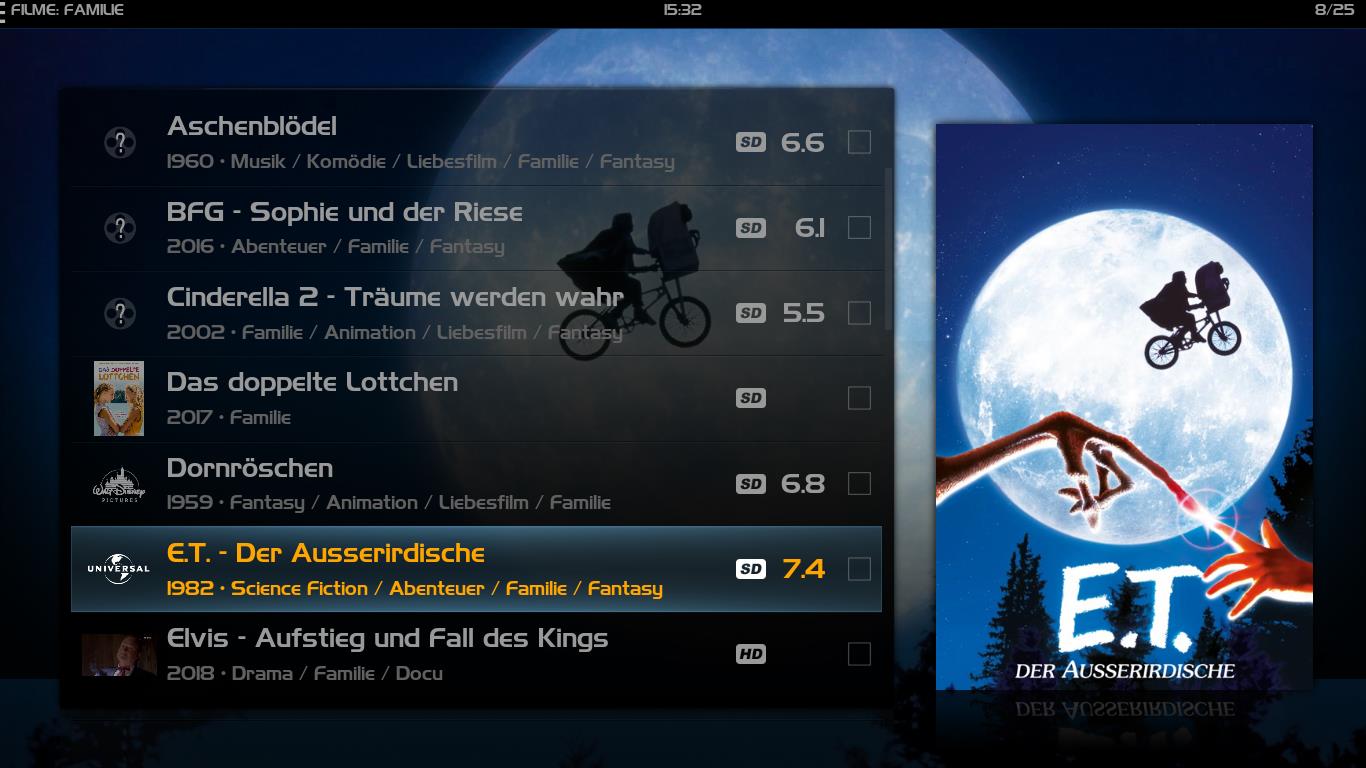 FILME: FAMILIE
15:32
8/25
Aschenblödel
SD 6.6
1960 • Musik / Komödie / Liebesfilm / Familie / Fantasy
BFG - Sophie und der Riese
SD 6.1
2016 • Abenteuer / Familie / Fantasy
Cinderella 2 - Träume werden wahr
SD 5.5
2002 • Familie / Animation / Liebesfilm / Fantasy
DAS DOPPELTE
LOTTCHEN
Das doppelte Lottchen
SD
2017 • Familie
WALT DISNEY
PICTURES
Dornröschen
SD 6.8
1959 • Fantasy / Animation / Liebesfilm / Familie
UNIVERSAL
E.T. - Der Ausserirdische
SD 7.4
1982 • Science Fiction / Abenteuer / Familie / Fantasy
Elvis - Aufstieg und Fall des Kings
HD
2018 • Drama / Familie / Docu
E.T.
DER AUSSERIRDISCHE